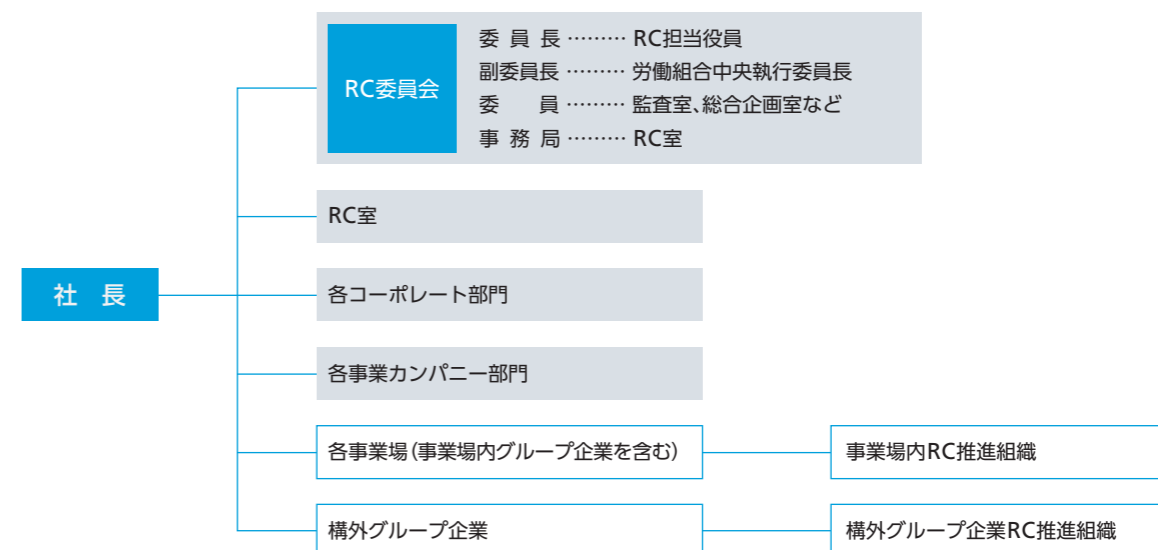 RC委員会
委 員 長 ……… RC担当役員
副委員長 ……… 労働組合中央執行委員長
委　　員 ……… 監査室、総合企画室など
事 務 局 ……… RC室
RC室
社　長
各コーポレート部門
各事業カンパニー部門
各事業場(事業場内グループ企業を含む)
事業場内RC推進組織
構外グループ企業
構外グループ企業RC推進組織